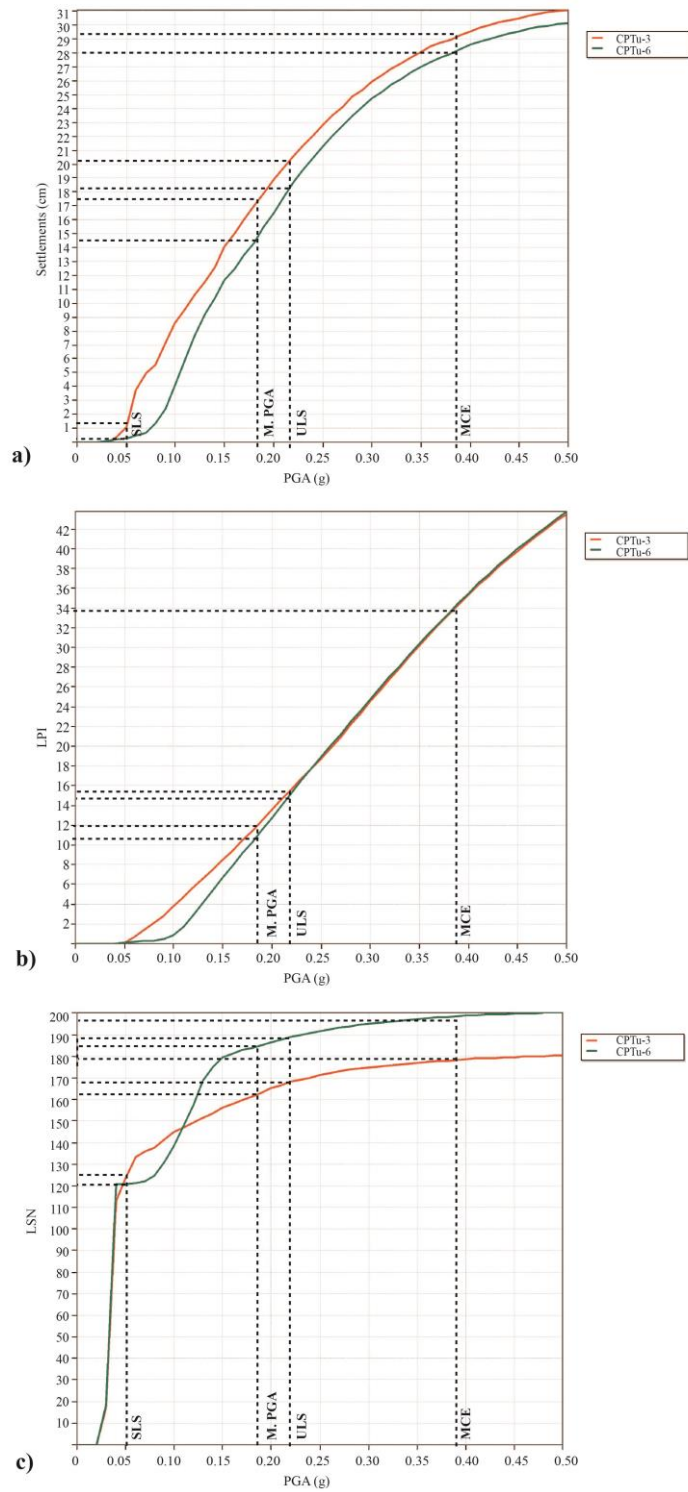 31
30
29
28
27
26
25
24
23
22
21
20
19
18
17
16
15
14
13
12
11
10
9
8
7
6
5
4
3
2
1
Settlements (cm)
SLS
M. PGA
ULS
MCE
0 0.05 0.10 0.15 0.20 0.25 0.30 0.35 0.40 0.45 0.50
PGA (g)
a)
CPTu-3
CPTu-6
42
40
38
36
34
32
30
28
26
24
22
20
18
16
14
12
10
8
6
4
2
LPI
M. PGA
ULS
MCE
0 0.05 0.10 0.15 0.20 0.25 0.30 0.35 0.40 0.45 0.50
PGA (g)
b)
CPTu-3
CPTu-6
200
190
180
170
160
150
140
130
120
110
100
90
80
70
60
50
40
30
20
10
LSN
SLS
M. PGA
ULS
MCE
0 0.05 0.10 0.15 0.20 0.25 0.30 0.35 0.40 0.45 0.50
PGA (g)
c)
CPTu-3
CPTu-6